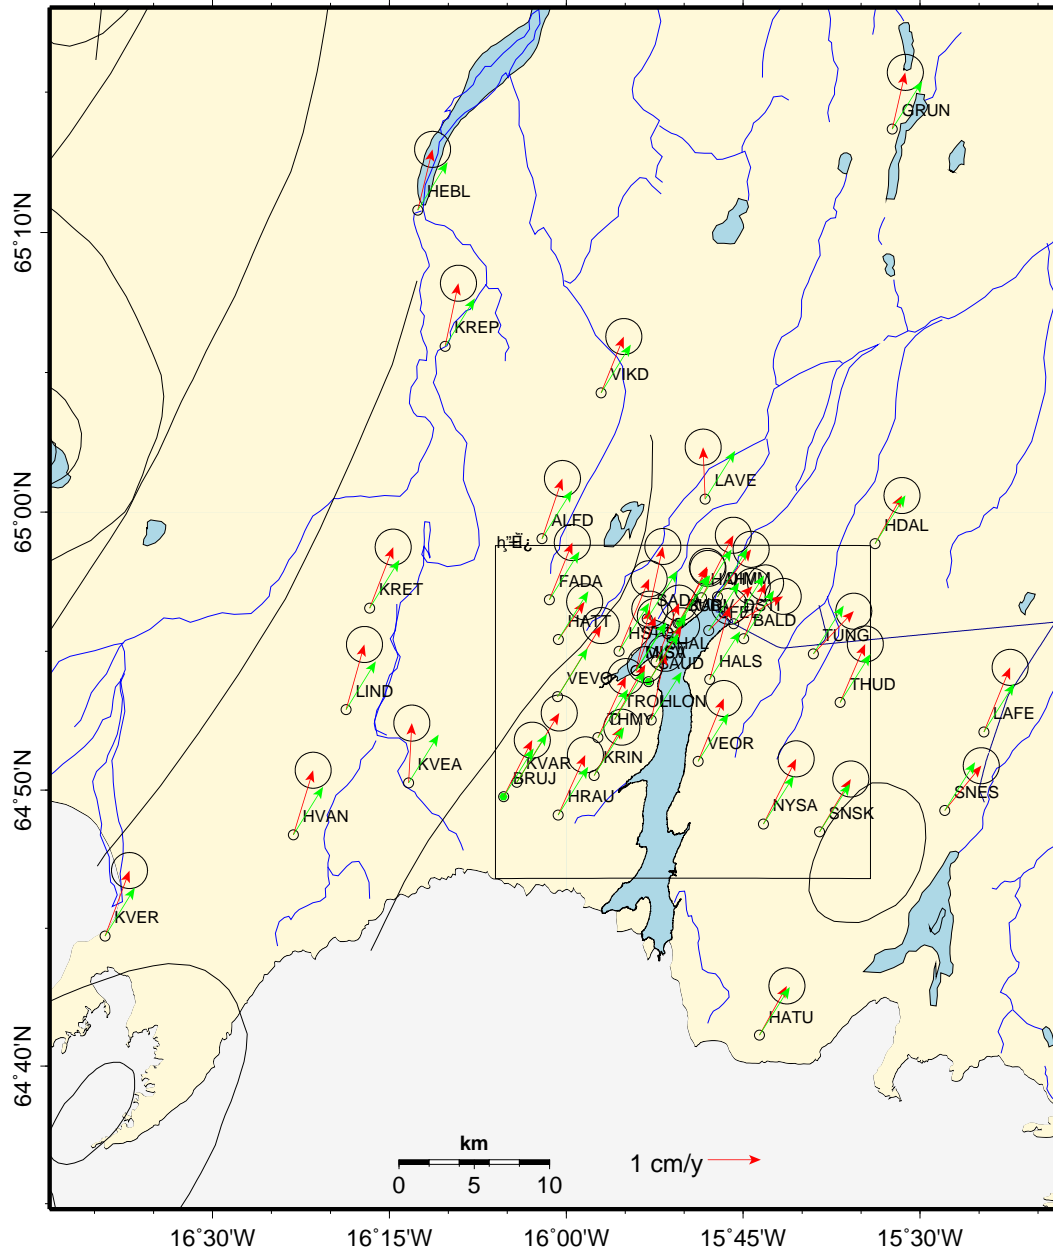 GRUN
HEBL
65°10'N
KREP
VIKD
LAVE
65°00'N
ALFD
HDAL
FADA
KRET
HATT
DSTI
BALD
TUNG
HALS
SAUD
VEVG
LIND
THUD
LAFE
THMY
KVEA
KRIN
VEOR
KVAR
BRUJ
64°50'N
HRAU
NYSA
SNSK
SNES
HVAN
KVER
HATU
64°40'N
km
0 5 10
1 cm/y
16°30'W 16°15'W 16°00'W 15°45'W 15°30'W